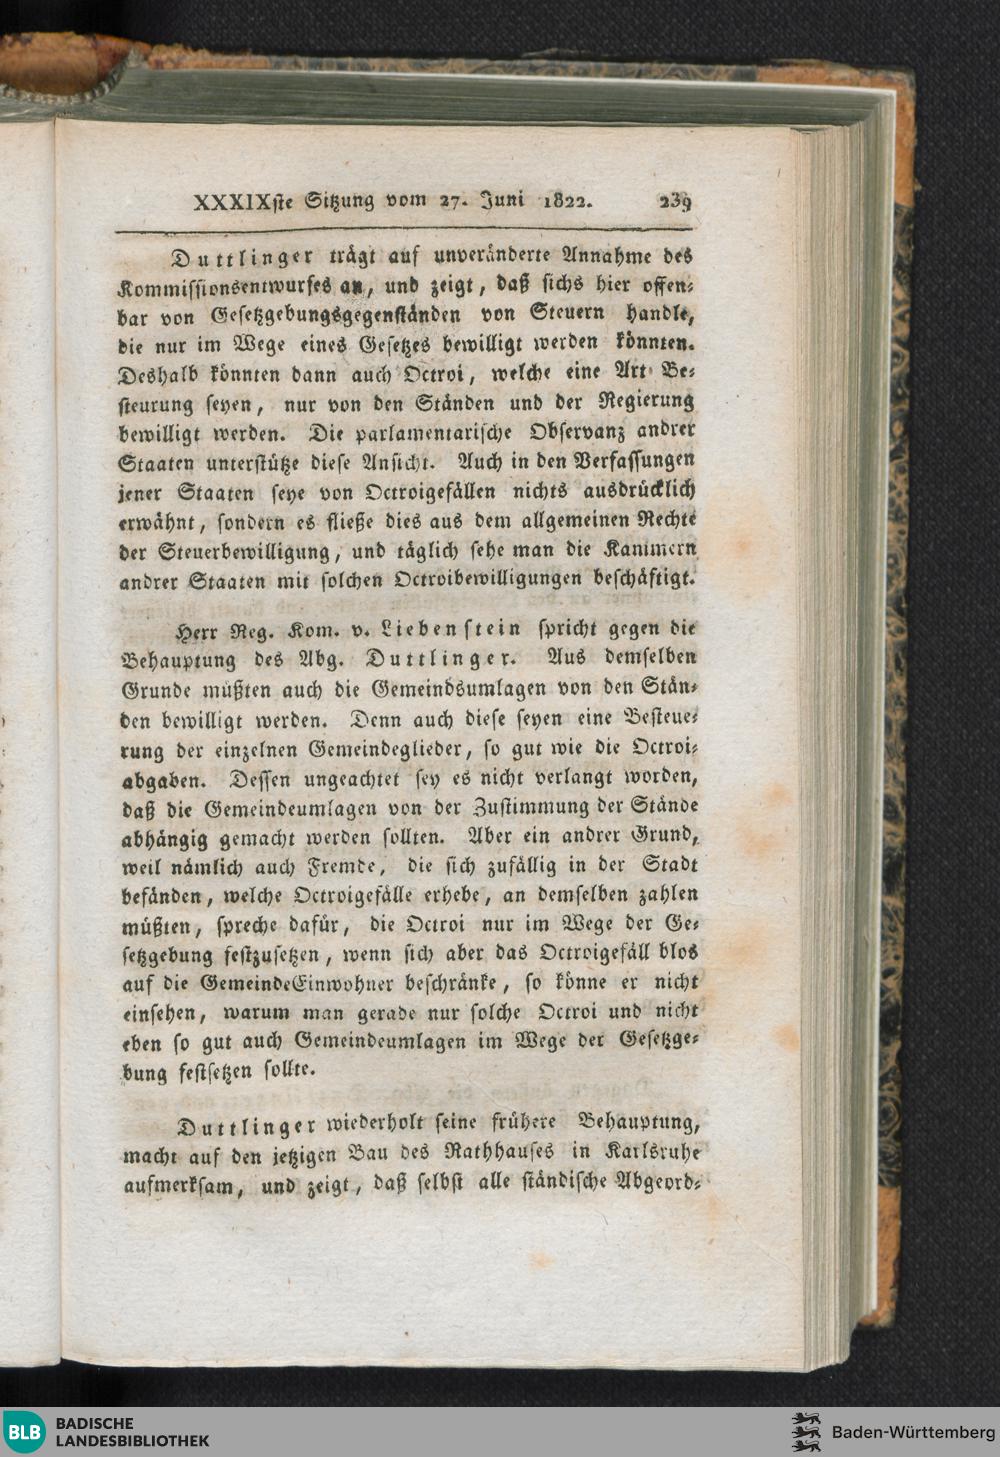 XXXIXste Sitzung vom 27. Juni 1822. 239
Duttlinger trägt auf unveränderte Annahme des
Kommissionsentwurfes an, und zeigt, daß sichs hier offen-
bar von Gesetzgebungsgegenständen von Steuern handle,
die nur im Wege eines Gesetzes bewilligt werden könnten.
Deshalb könnten dann auch Octroi, welche eine Art Be-
steurung seyen, nur von den Ständen und der Regierung
bewilligt werden. Die parlamentarische Observanz andrer
Staaten unterstütze diese Ansicht. Auch in den Verfassungen
jener Staaten seye von Octroigefällen nichts ausdrücklich
erwähnt, sondern es fließe dies aus dem allgemeinen Rechte
der Steuerbewilligung, und täglich sehe man die Kammern
andrer Staaten mit solchen Octroibewilligungen beschäftigt.
Herr Reg. Kom. v. Liebenstein spricht gegen die
Behauptung des Abg. Duttlinger. Aus demselben
Grunde müßten auch die Gemeindsumlagen von den Stän-
den bewilligt werden. Denn auch diese seyen eine Besteue-
rung der einzelnen Gemeindeglieder, so gut wie die Octroi-
abgaben. Dessen ungeachtet sey es nicht verlangt worden,
daß die Gemeindeumlagen von der Zustimmung der Stände
abhängig gemacht werden sollten. Aber ein andrer Grund,
weil nämlich auch Fremde, die sich zufällig in der Stadt
befänden, welche Octroigefälle erhebe, an demselben zahlen
müßten, spreche dafür, die Octroi nur im Wege der Ge-
setzgebung festzusetzen, wenn sich aber das Octroigefäll blos
auf die GemeindeEinwohner beschränke, so könne er nicht
einsehen, warum man gerade nur solche Octroi und nicht
eben so gut auch Gemeindeumlagen im Wege der Gesetzge-
bung festsetzen sollte.
Duttlinger wiederholt seine frühere Behauptung,
macht auf den jetzigen Bau des Rathhauses in Karlsruhe
aufmerksam, und zeigt, daß selbst alle ständische Abgeord-
BLB BADISCHE
LANDESBIBLIOTHEK
Baden-Württemberg